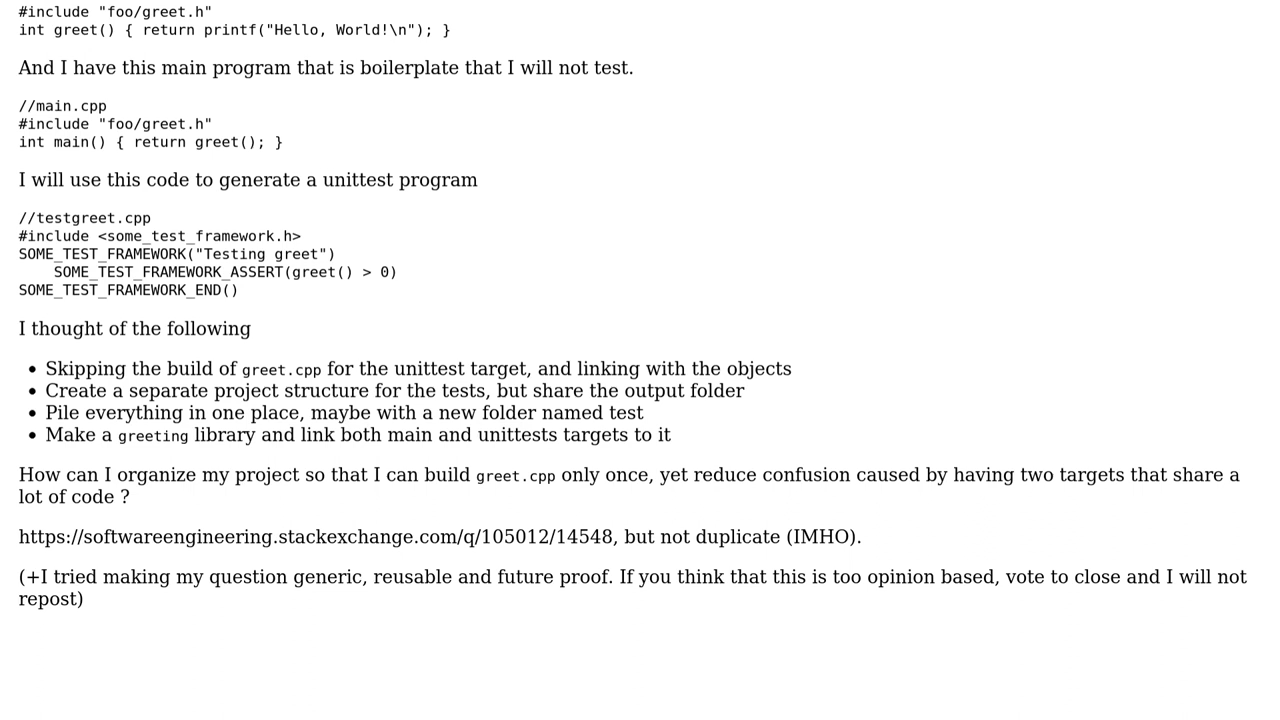 #include "foo/greet.h"
int greet() { return printf("Hello, World!\n"); }
And I have this main program that is boilerplate that I will not test.
//main.cpp
#include "foo/greet.h"
int main() { return greet(); }
I will use this code to generate a unittest program
//testgreet.cpp
#include <some_test_framework.h>
SOME_TEST_FRAMEWORK("Testing greet")
    SOME_TEST_FRAMEWORK_ASSERT(greet() > 0)
SOME_TEST_FRAMEWORK_END()
I thought of the following
• Skipping the build of greet.cpp for the unittest target, and linking with the objects
• Create a separate project structure for the tests, but share the output folder
• Pile everything in one place, maybe with a new folder named test
• Make a greeting library and link both main and unittests targets to it
How can I organize my project so that I can build greet.cpp only once, yet reduce confusion caused by having two targets that share a
lot of code ?
https://softwareengineering.stackexchange.com/q/105012/14548, but not duplicate (IMHO).
(+I tried making my question generic, reusable and future proof. If you think that this is too opinion based, vote to close and I will not
repost)